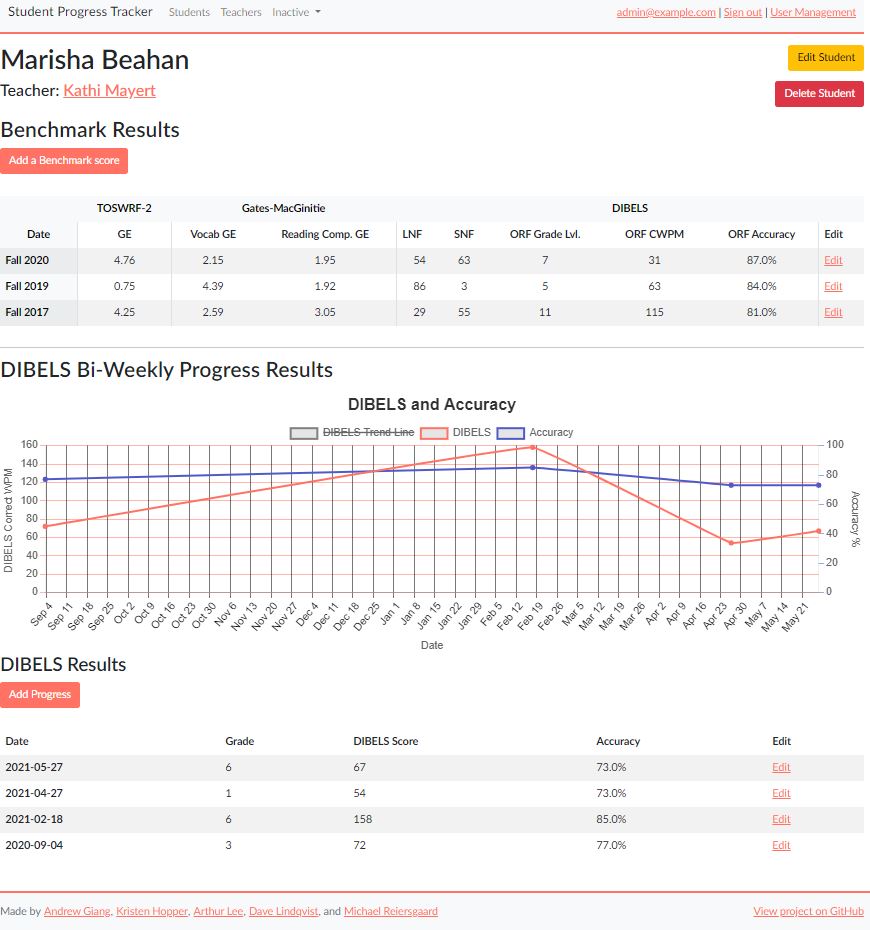 Student Progress Tracker Students Teachers Inactive admin@example.com | Sign out | User Management
Marisha Beahan
Edit Student
Teacher: Kathi Mayert
Delete Student
Benchmark Results
Add a Benchmark score
TOSWRF-2 Gates-MacGinitie DIBELS
Date GE Vocab GE Reading Comp. GE LNF SNF ORF Grade Lvl. ORF CWPM ORF Accuracy Edit
Fall 2020 4.76 2.15 1.95 54 63 7 31 87.0% Edit
Fall 2019 0.75 4.39 1.92 86 3 5 63 84.0% Edit
Fall 2017 4.25 2.59 3.05 29 55 11 115 81.0% Edit
DIBELS Bi-Weekly Progress Results
DIBELS and Accuracy
DIBELS Trend Line DIBELS Accuracy
DIBELS Correct WPM
160
140
120
100
80
60
40
20
0
100
80
60
40
20
0
Accuracy %
Sep 4 Sep 11 Sep 18 Sep 25 Oct 2 Oct 9 Oct 16 Oct 23 Oct 30 Nov 6 Nov 13 Nov 20 Nov 27 Dec 4 Dec 11 Dec 18 Dec 25 Jan 1 Jan 8 Jan 15 Jan 22 Jan 29 Feb 5 Feb 12 Feb 19 Feb 26 Mar 5 Mar 12 Mar 19 Mar 26 Apr 2 Apr 9 Apr 16 Apr 23 Apr 30 May 7 May 14 May 21
Date
DIBELS Results
Add Progress
Date Grade DIBELS Score Accuracy Edit
2021-05-27 6 67 73.0% Edit
2021-04-27 1 54 73.0% Edit
2021-02-18 6 158 85.0% Edit
2020-09-04 3 72 77.0% Edit
Made by Andrew Giang, Kristen Hopper, Arthur Lee, Dave Lindqvist, and Michael Reiersgaard View project on GitHub